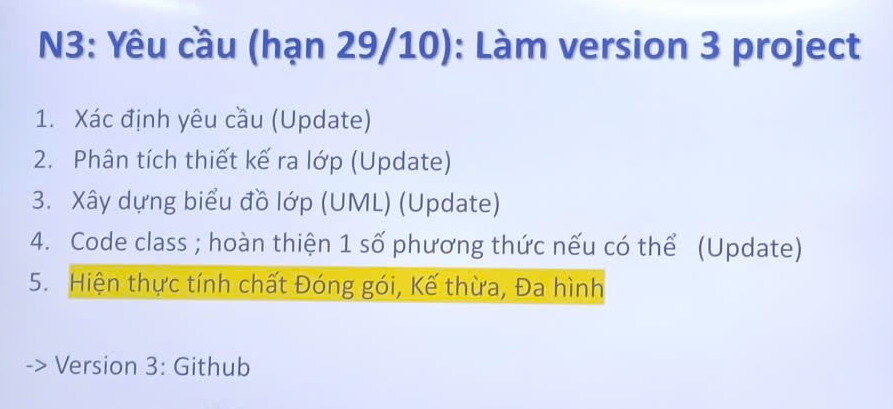 N3: Yêu cầu (hạn 29/10): Làm version 3 project
1. Xác định yêu cầu (Update)
2. Phân tích thiết kế ra lớp (Update)
3. Xây dựng biểu đồ lớp (UML) (Update)
4. Code class ; hoàn thiện 1 số phương thức nếu có thể (Update)
5. Hiện thực tính chất Đóng gói, Kế thừa, Đa hình
-> Version 3: Github